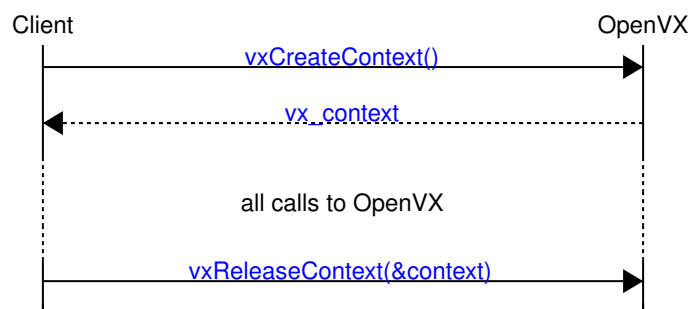 Client OpenVX
vxCreateContext()
vx_context
all calls to OpenVX
vxReleaseContext(&context)